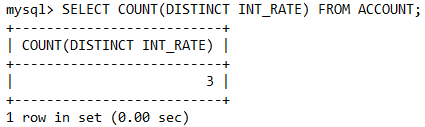 mysql> SELECT COUNT(DISTINCT INT_RATE) FROM ACCOUNT;
+--------------------------+
| COUNT(DISTINCT INT_RATE) |
+--------------------------+
|                        3 |
+--------------------------+
1 row in set (0.00 sec)